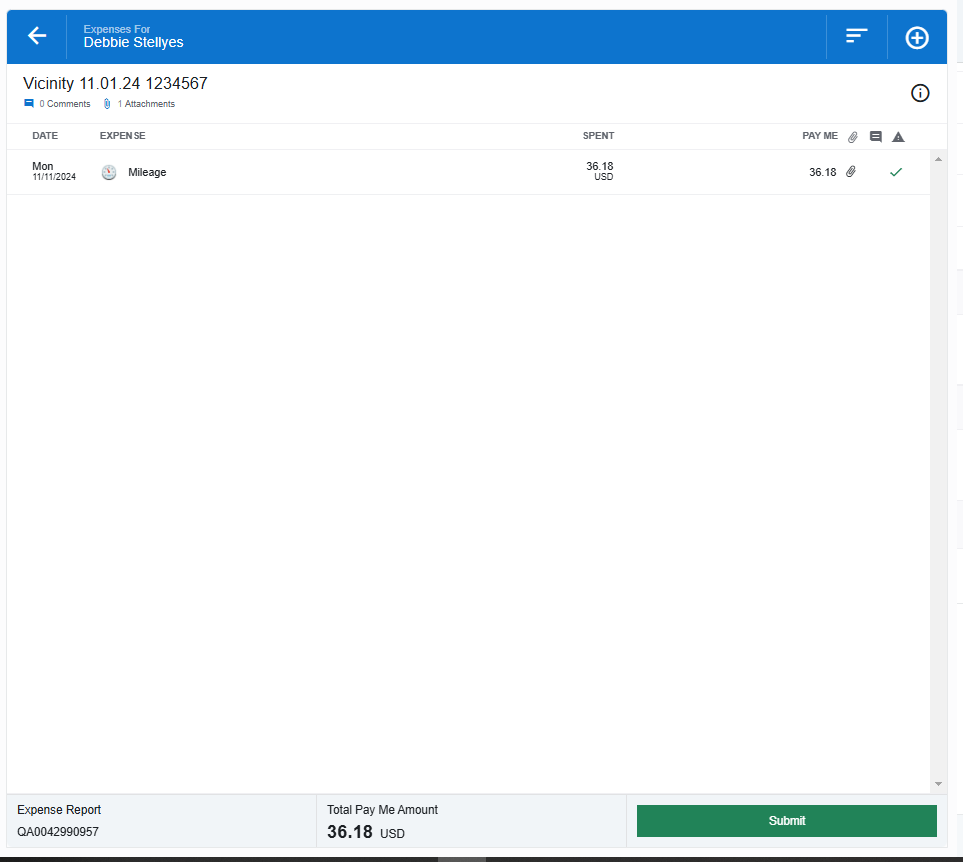 Expenses For
Debbie Stellyes
Vicinity 11.01.24 1234567
0 Comments 1 Attachments
DATE EXPENSE SPENT PAY ME
Mon
11/11/2024
Mileage
36.18
USD
36.18
Expense Report
QA0042990957
Total Pay Me Amount
36.18 USD
Submit